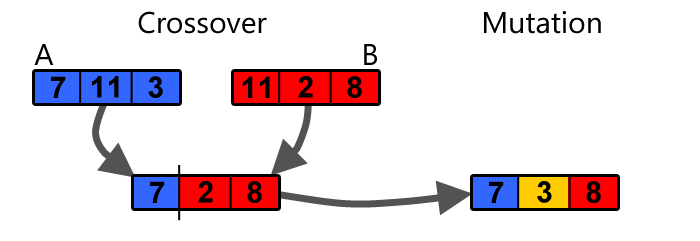 Crossover
Mutation
A
B
7 11 3
11 2 8
7 2 8
7 3 8